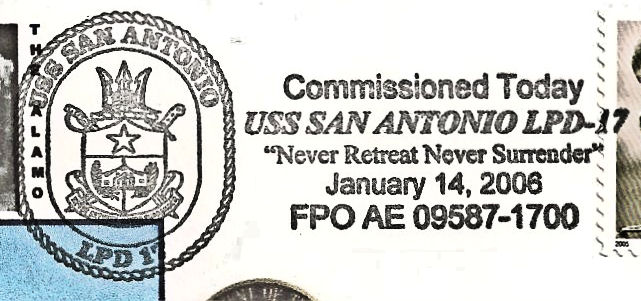 THE ALAMO
USS SAN ANTONIO
LPD 17
Commissioned Today
USS SAN ANTONIO LPD-17
“Never Retreat Never Surrender”
January 14, 2006
FPO AE 09587-1700
2005